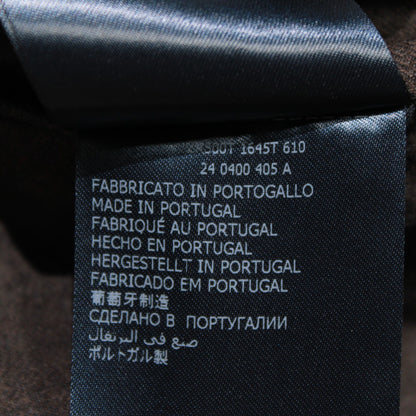 1645T 610
24 0400 405 A
FABBRICATO IN PORTOGALLO
MADE IN PORTUGAL
FABRIQUÉ AU PORTUGAL
HECHO EN PORTUGAL
HERGESTELLT IN PORTUGAL
FABRICADO EM PORTUGAL
葡萄牙制造
СДЕЛАНО В ПОРТУГАЛИИ
صنع في البرتغال
ポルトガル製